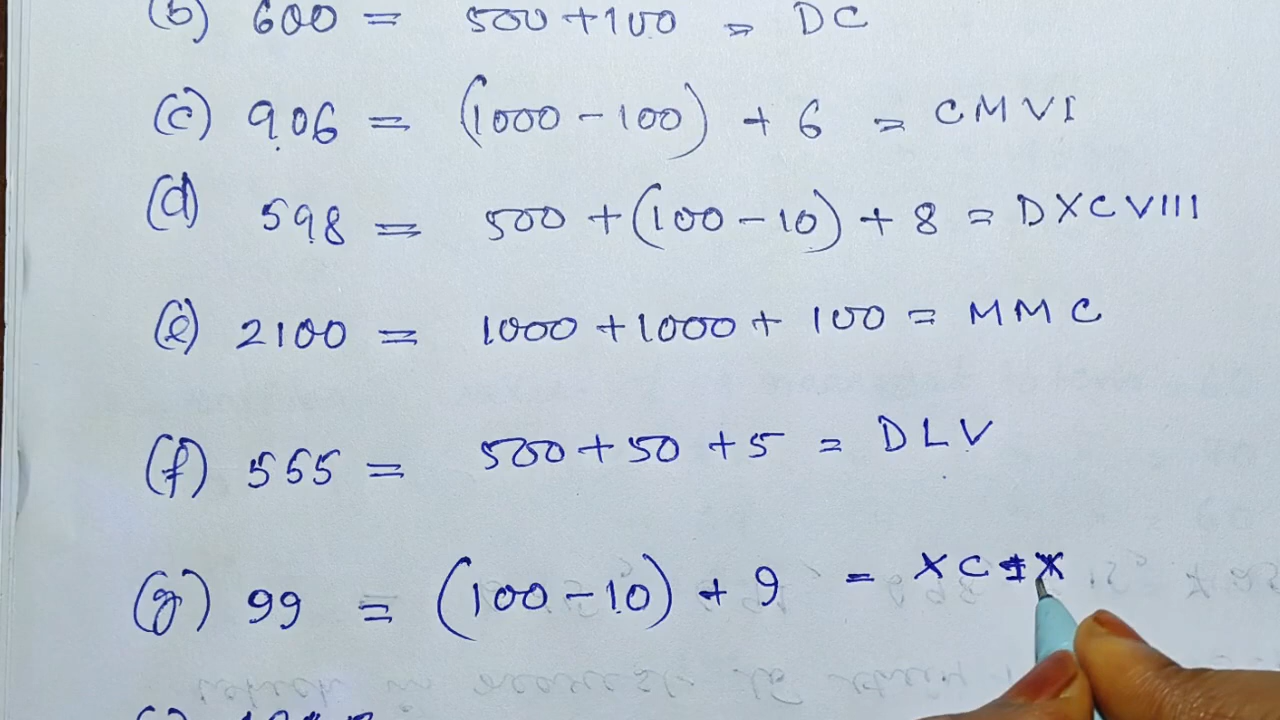 (b) 600 = 500 + 100 = DC
(c) 906 = (1000 - 100) + 6 = CMVI
(d) 598 = 500 + (100 - 10) + 8 = DXCVIII
(e) 2100 = 1000 + 1000 + 100 = MMC
(f) 555 = 500 + 50 + 5 = DLV
(g) 99 = (100 - 10) + 9 = XCIX